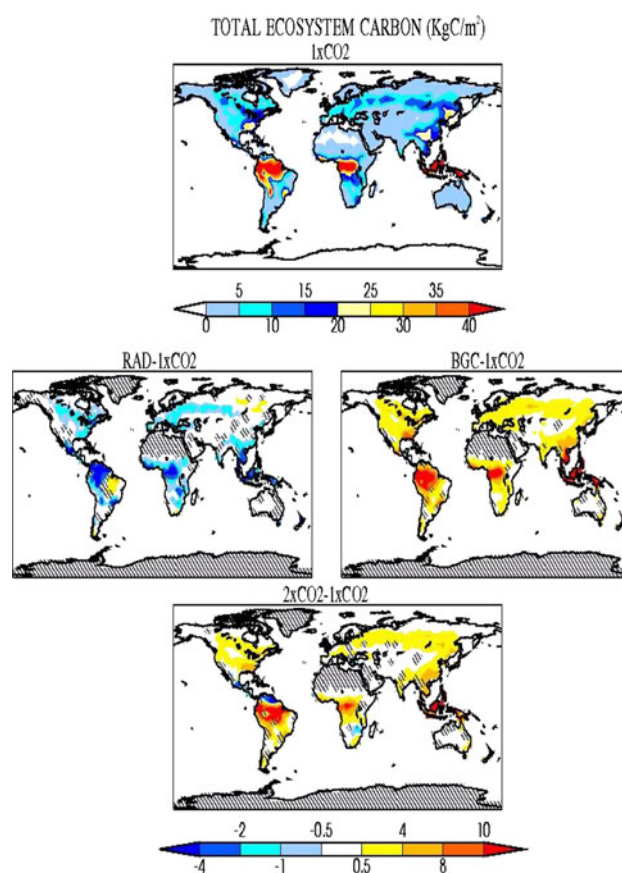 TOTAL ECOSYSTEM CARBON (KgC/m²)
1xCO2
5 15 25 35
0 10 20 30 40
RAD-1xCO2 BGC-1xCO2
2xCO2-1xCO2
-2 -0.5 4 10
-4 -1 0.5 8